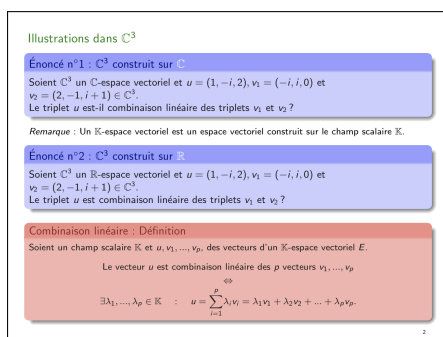 Illustrations dans ℂ³
Énoncé n°1 : ℂ³ construit sur ℂ
Soient ℂ³ un ℂ-espace vectoriel et u = (1, −i, 2), v₁ = (−i, i, 0) et
v₂ = (2, −1, i + 1) ∈ ℂ³.
Le triplet u est-il combinaison linéaire des triplets v₁ et v₂ ?
Remarque : Un 𝕂-espace vectoriel est un espace vectoriel construit sur le champ scalaire 𝕂.
Énoncé n°2 : ℂ³ construit sur ℝ
Soient ℂ³ un ℝ-espace vectoriel et u = (1, −i, 2), v₁ = (−i, i, 0) et
v₂ = (2, −1, i + 1) ∈ ℂ³.
Le triplet u est combinaison linéaire des triplets v₁ et v₂ ?
Combinaison linéaire : Définition
Soient un champ scalaire 𝕂 et u, v₁, ..., vₚ, des vecteurs d'un 𝕂-espace vectoriel E.
Le vecteur u est combinaison linéaire des p vecteurs v₁, ..., vₚ
⇔
∃λ₁, ..., λₚ ∈ 𝕂 : u = ∑ᵢ₌₁ᵖ λᵢvᵢ = λ₁v₁ + λ₂v₂ + ... + λₚvₚ.
2